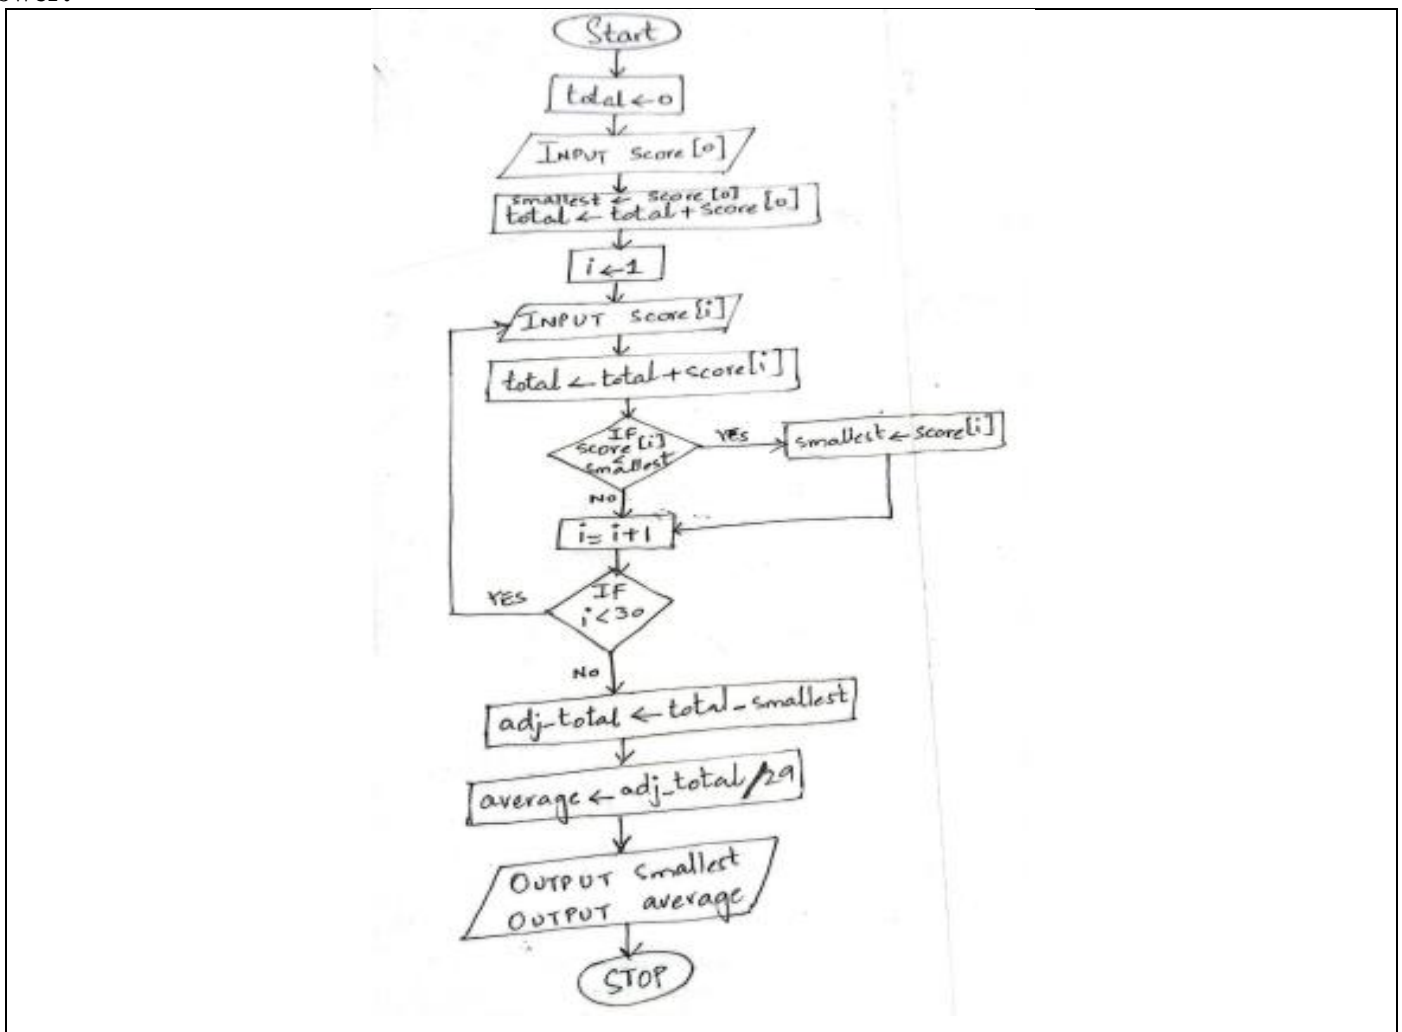 Start
total ← 0
INPUT score[0]
smallest ← score[0]
total ← total + score[0]
i ← 1
INPUT score[i]
total ← total + score[i]
IF
score[i]
<
smallest
YES
smallest ← score[i]
NO
i = i+1
IF
i < 30
YES
NO
adj_total ← total - smallest
average ← adj_total / 29
OUTPUT smallest
OUTPUT average
STOP